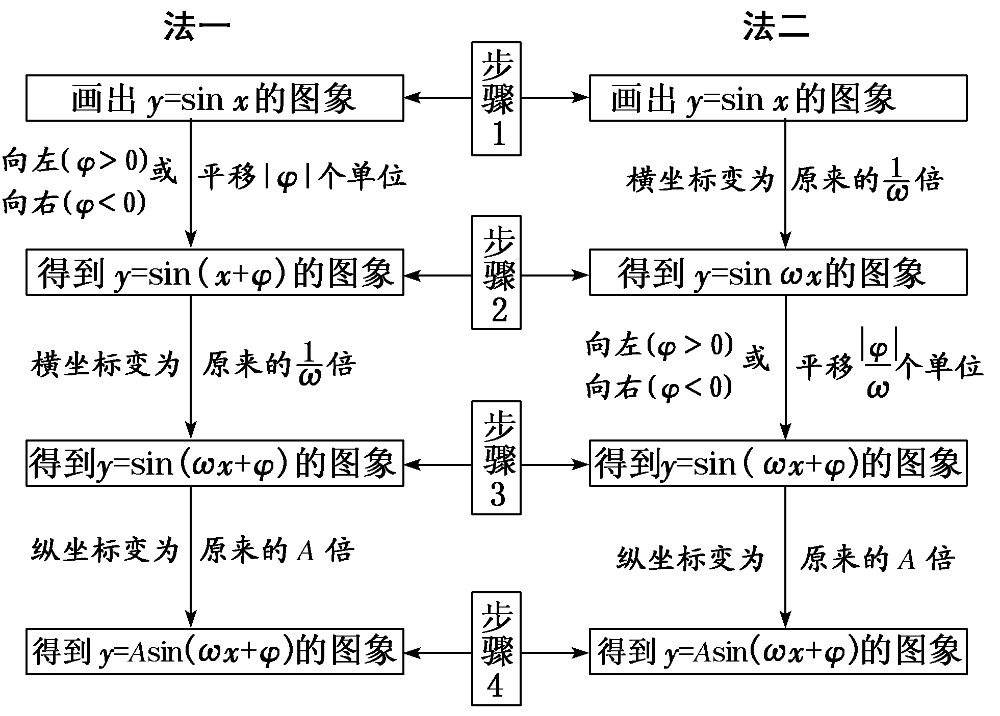 法一
法二
步骤1
画出 y=sin x 的图象
画出 y=sin x 的图象
向左(φ>0)或
向右(φ<0)
平移|φ|个单位
横坐标变为 原来的1/ω倍
步骤2
得到 y=sin(x+φ)的图象
得到 y=sin ωx的图象
横坐标变为 原来的1/ω倍
向左(φ>0)或
向右(φ<0)
平移|φ/ω|个单位
步骤3
得到y=sin(ωx+φ)的图象
得到y=sin(ωx+φ)的图象
纵坐标变为 原来的 A 倍
纵坐标变为 原来的 A 倍
步骤4
得到 y=Asin(ωx+φ)的图象
得到 y=Asin(ωx+φ)的图象